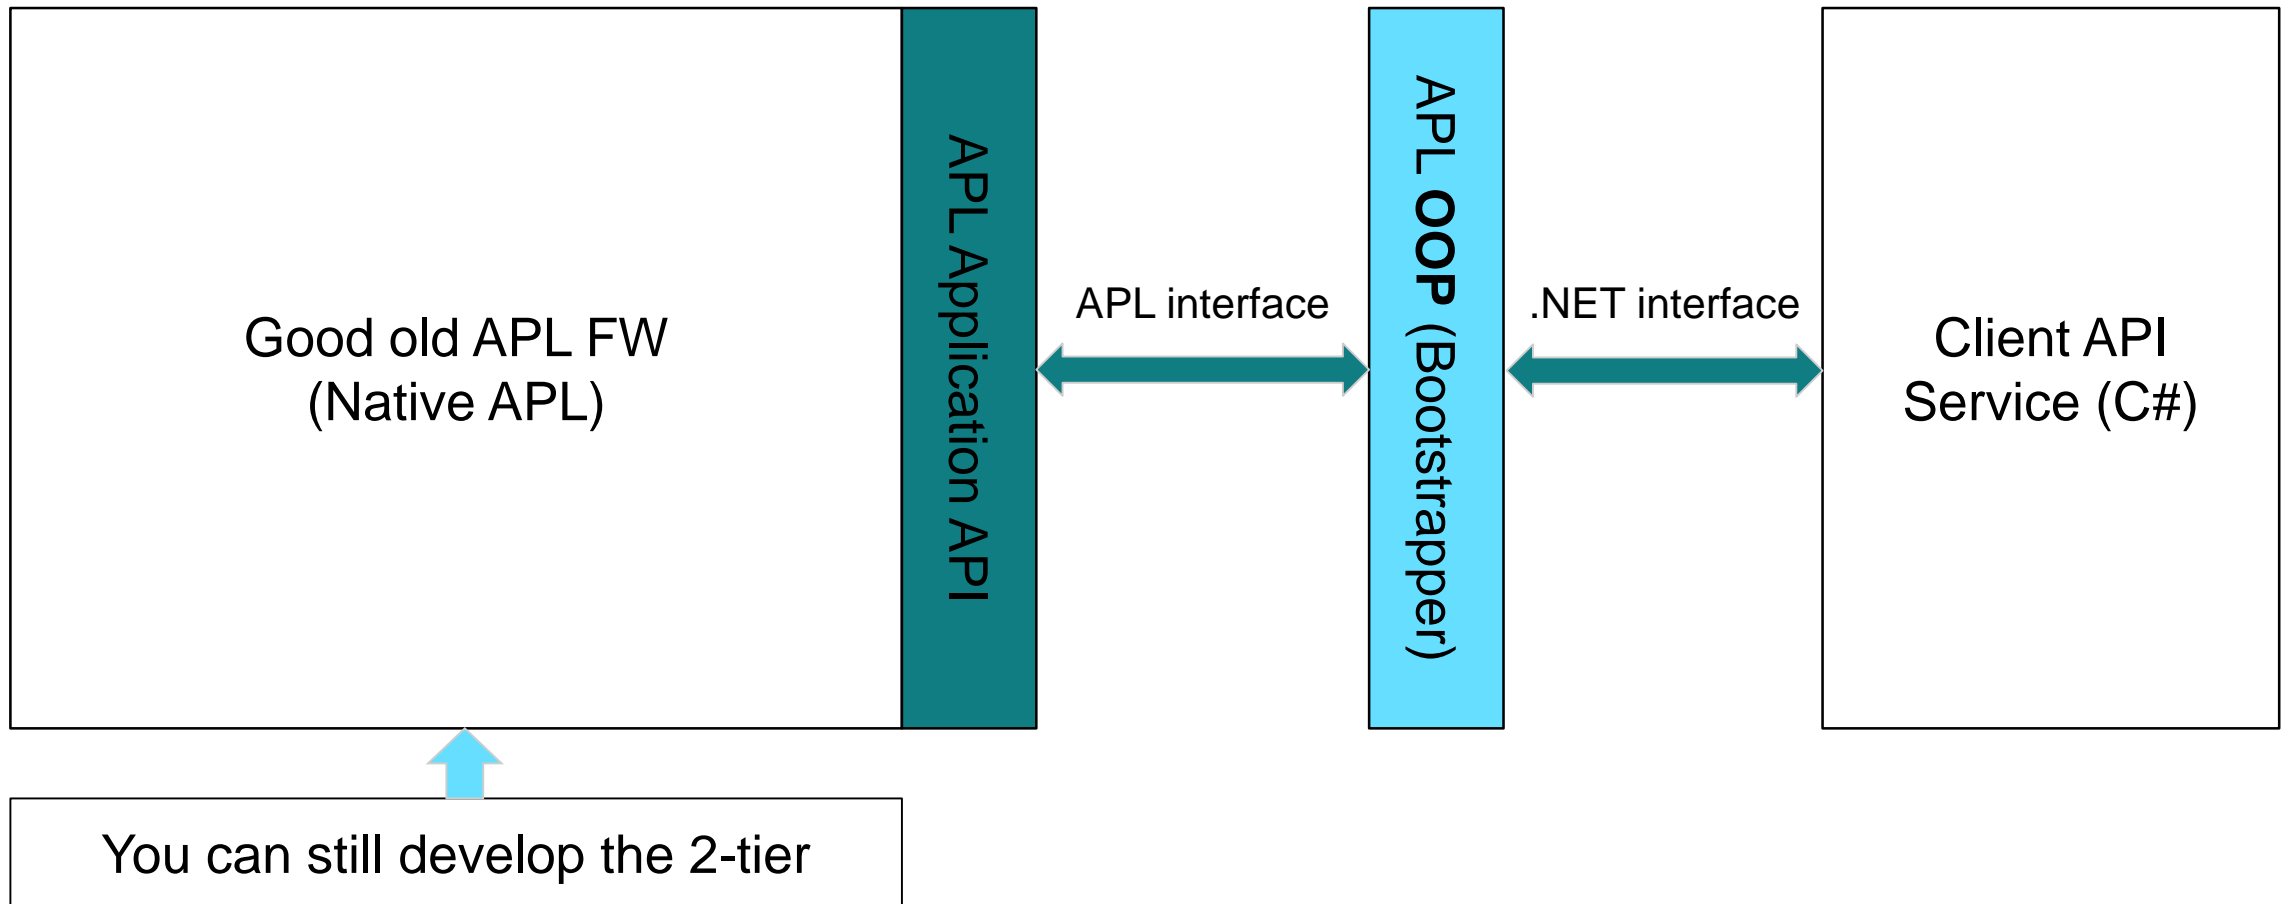 Good old APL FW
(Native APL)
APL Application API
APL interface
APL OOP (Bootstrapper)
.NET interface
Client API
Service (C#)
You can still develop the 2-tier